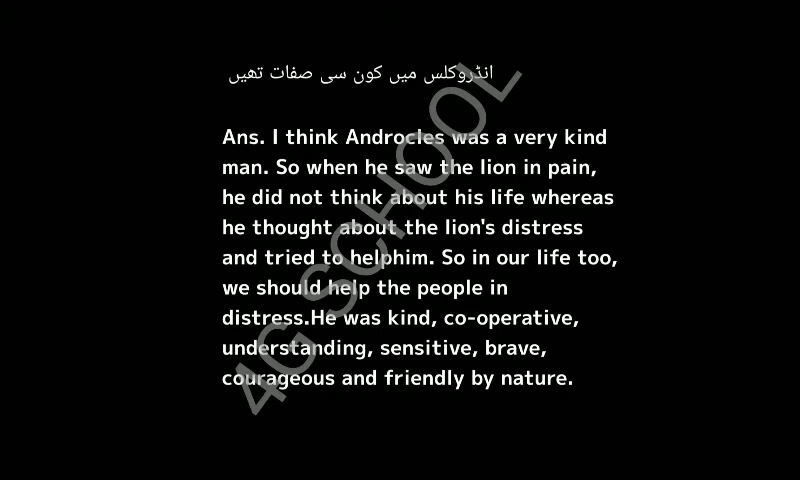 انڈروکلس میں کون سی صفات تھیں
Ans. I think Androcles was a very kind
man. So when he saw the lion in pain,
he did not think about his life whereas
he thought about the lion's distress
and tried to helphim. So in our life too,
we should help the people in
distress.He was kind, co-operative,
understanding, sensitive, brave,
courageous and friendly by nature.
4G SCHOOL